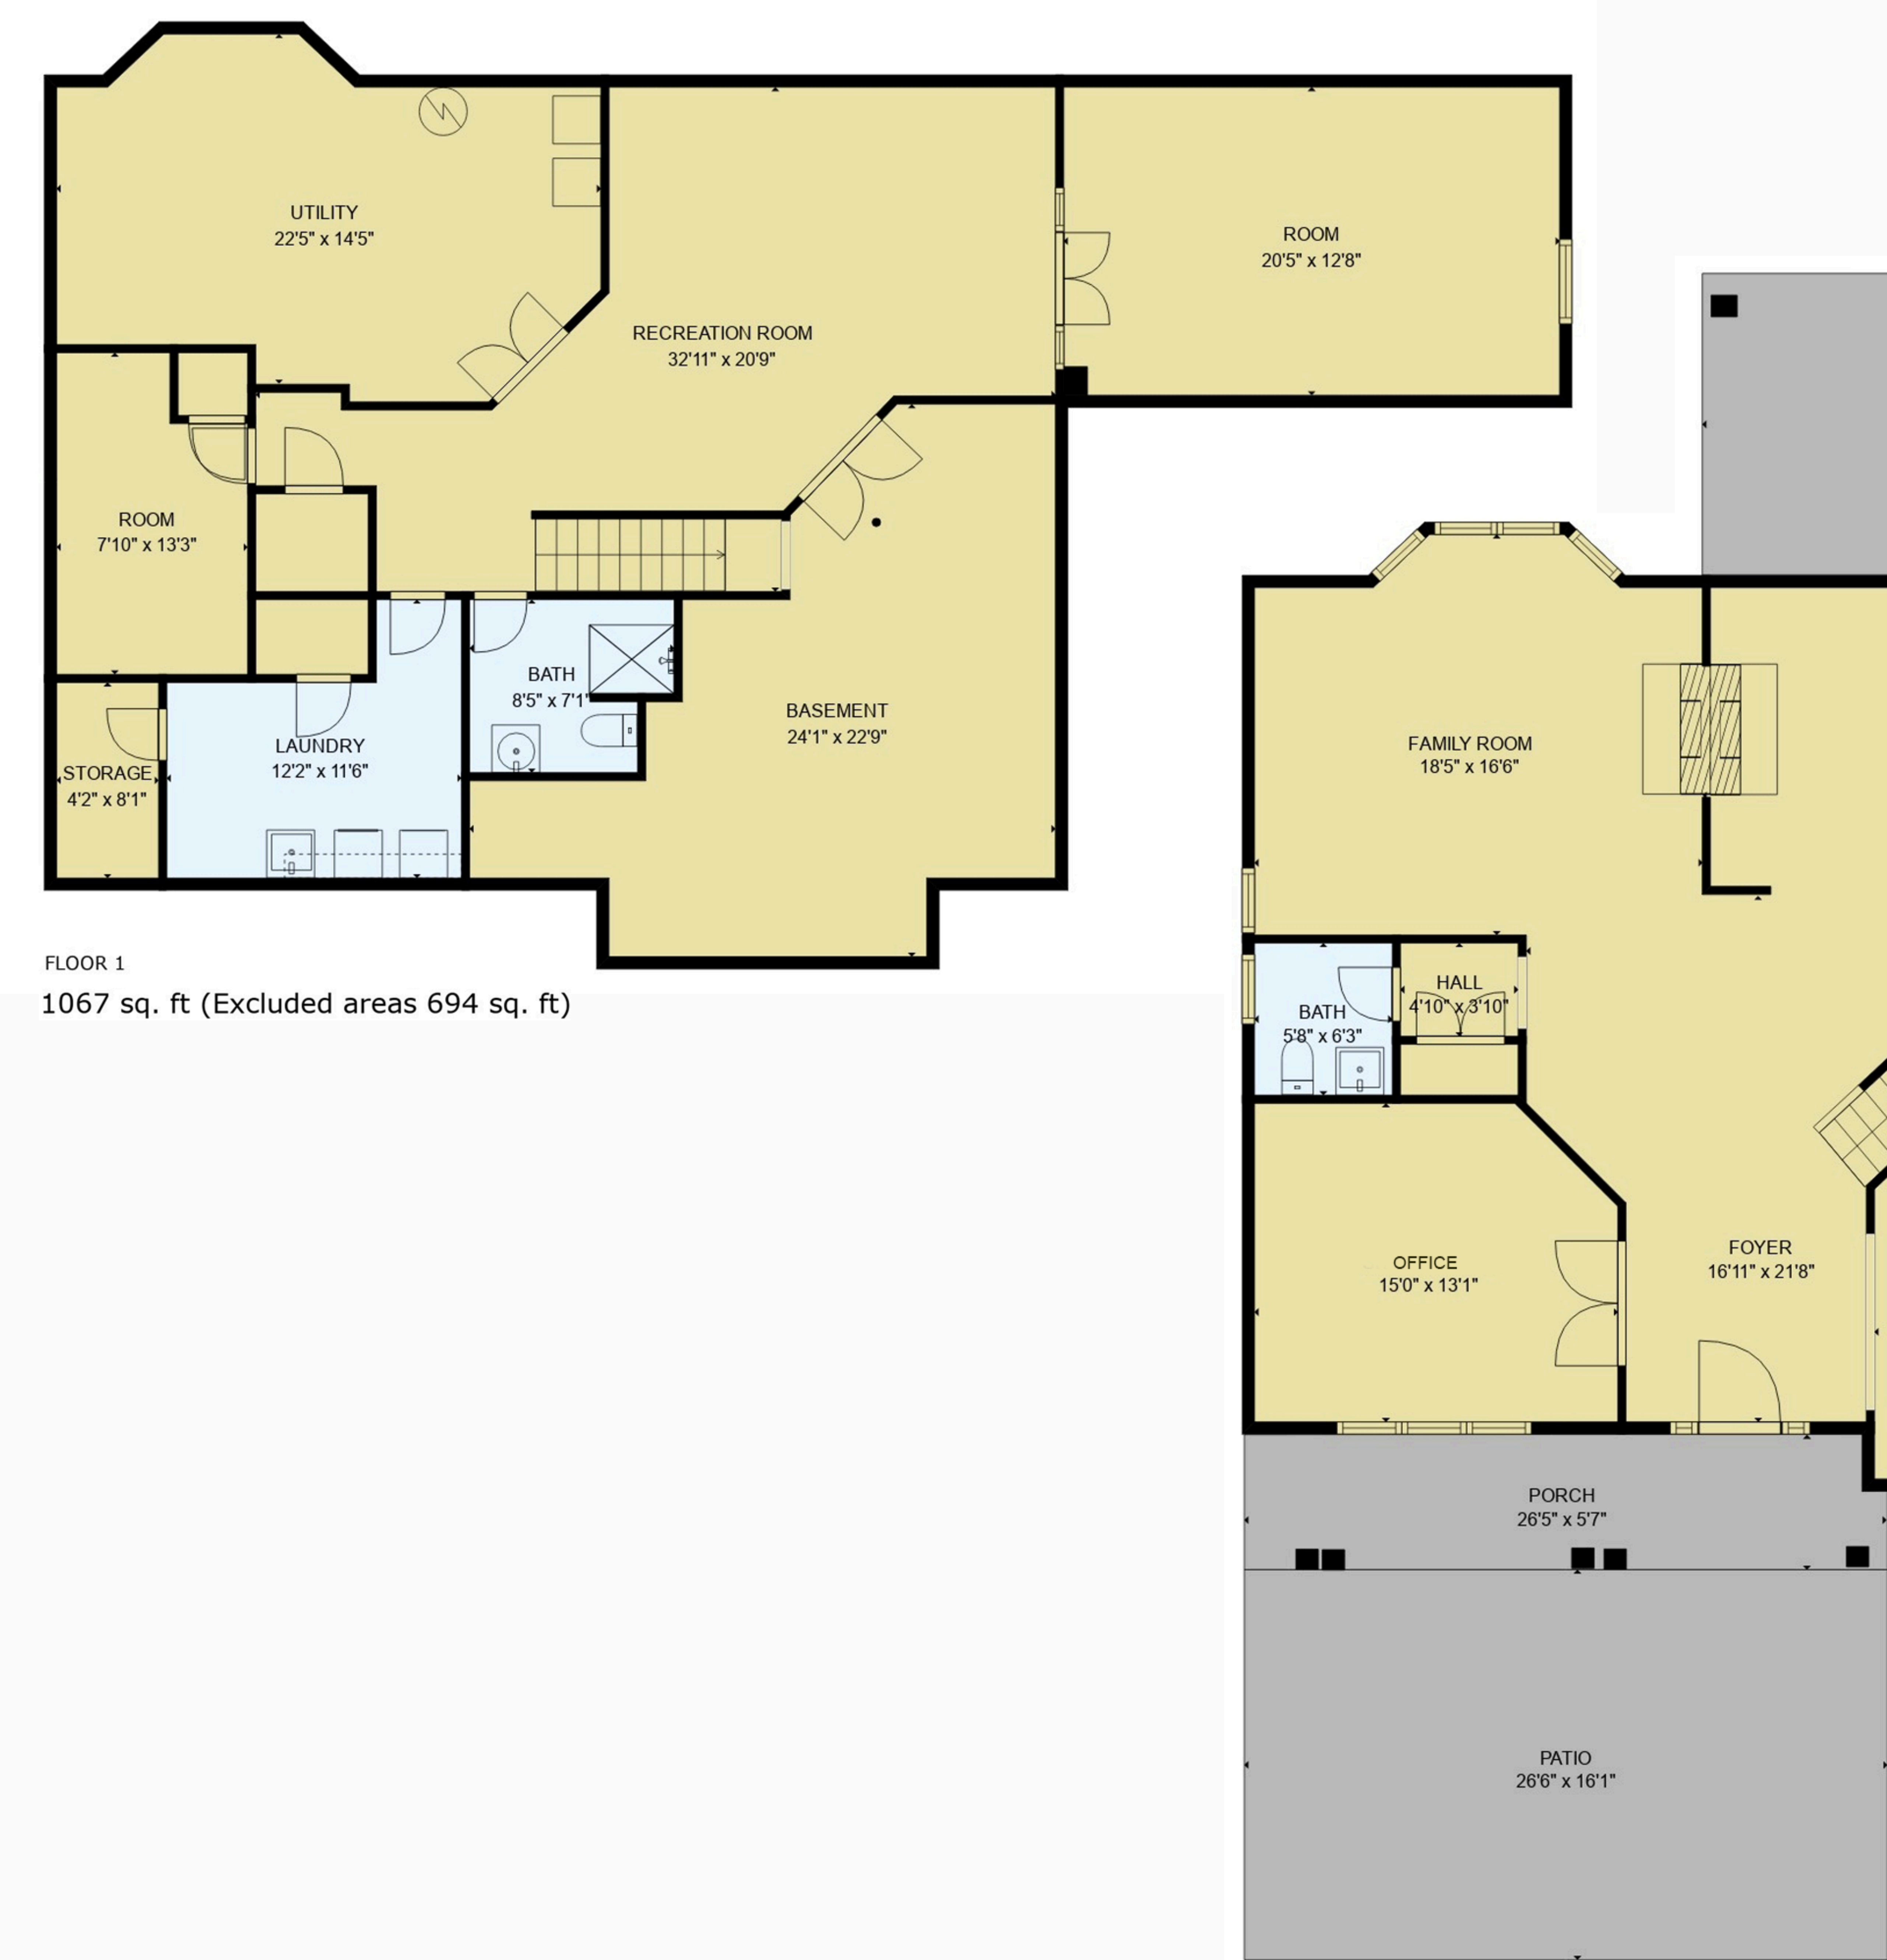 UTILITY
22'5" x 14'5"
RECREATION ROOM
32'11" x 20'9"
ROOM
20'5" x 12'8"
ROOM
7'10" x 13'3"
BATH
8'5" x 7'1"
BASEMENT
24'1" x 22'9"
LAUNDRY
12'2" x 11'6"
STORAGE
4'2" x 8'1"
FLOOR 1
1067 sq. ft (Excluded areas 694 sq. ft)
FAMILY ROOM
18'5" x 16'6"
HALL
4'10" x 3'10"
BATH
5'8" x 6'3"
OFFICE
15'0" x 13'1"
FOYER
16'11" x 21'8"
PORCH
26'5" x 5'7"
PATIO
26'6" x 16'1"